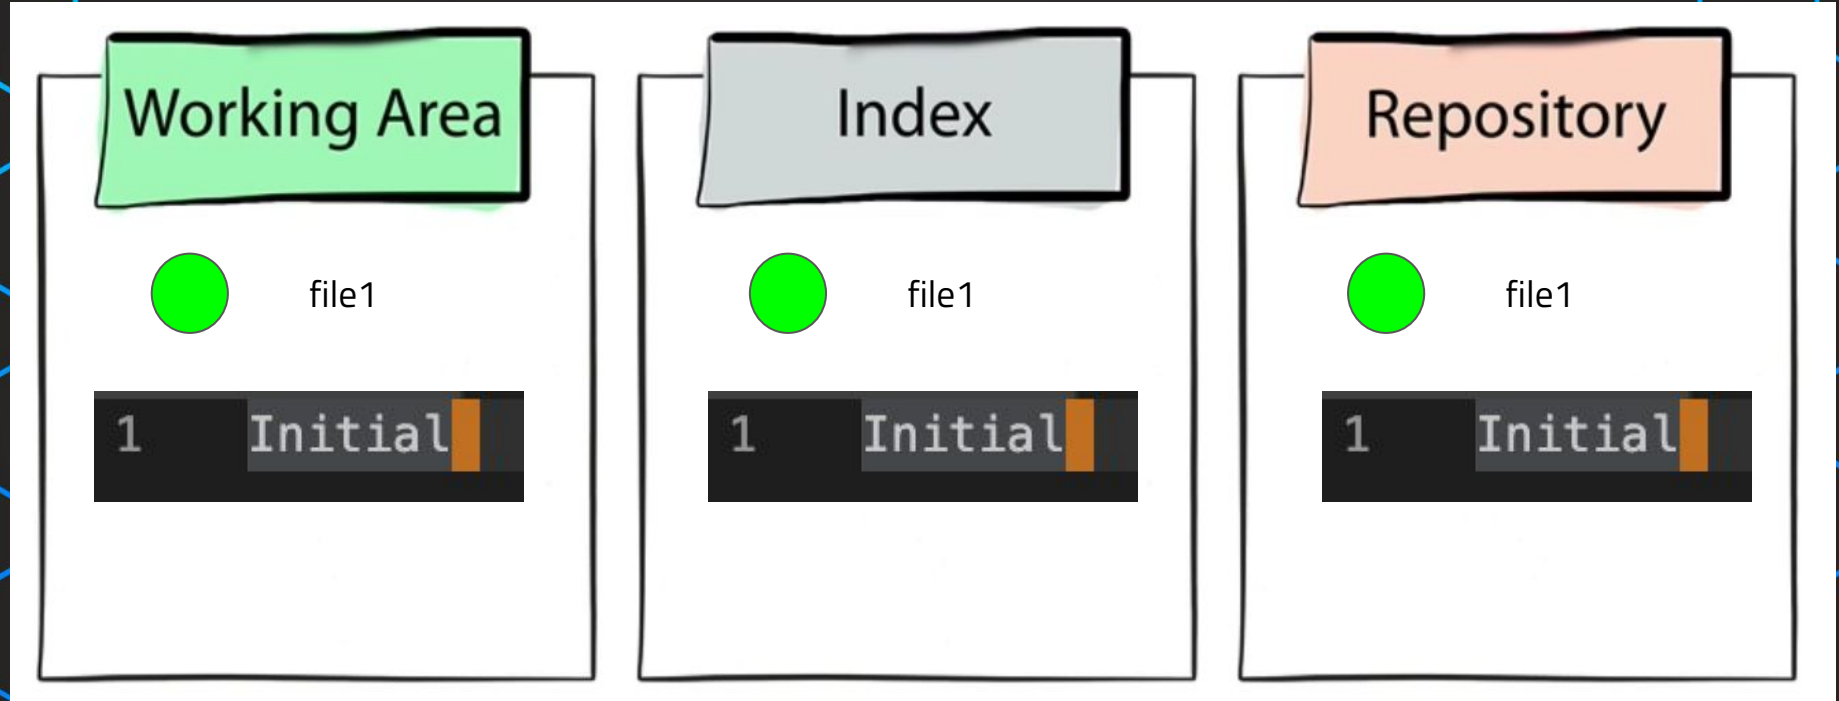 Working Area
Index
Repository
file1
file1
file1
1 Initial
1 Initial
1 Initial